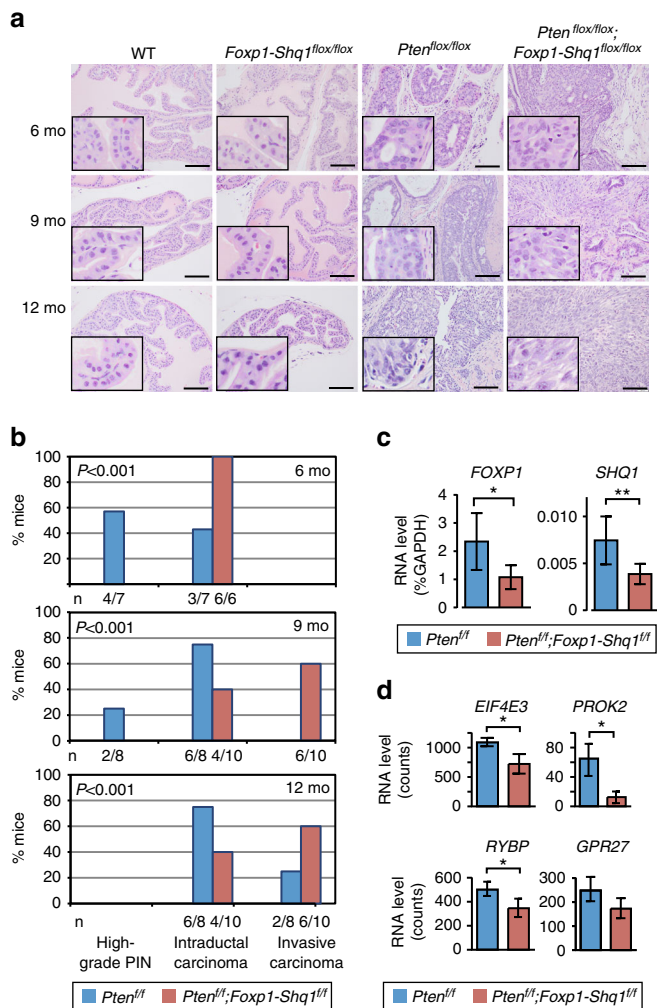 a
WT
Foxp1-Shq1flox/flox
Ptenflox/flox
Ptenflox/flox;
Foxp1-Shq1flox/flox
6 mo
9 mo
12 mo
b
% mice
100
80
60
40
20
0
P<0.001
6 mo
n
4/7
3/7 6/6
% mice
100
80
60
40
20
0
P<0.001
9 mo
n
2/8
6/8 4/10
6/10
% mice
100
80
60
40
20
0
P<0.001
12 mo
n
6/8 4/10
2/8 6/10
High-
grade PIN
Intraductal
carcinoma
Invasive
carcinoma
Ptenf/f
Ptenf/f;Foxp1-Shq1f/f
c
RNA level
(%GAPDH)
FOXP1
*
4
3
2
1
0
SHQ1
**
0.010
0.005
0
Ptenf/f
Ptenf/f;Foxp1-Shq1f/f
d
RNA level
(counts)
EIF4E3
*
1000
500
0
PROK2
*
80
40
0
RNA level
(counts)
RYBP
*
600
400
200
0
GPR27
300
200
100
0
Ptenf/f
Ptenf/f;Foxp1-Shq1f/f